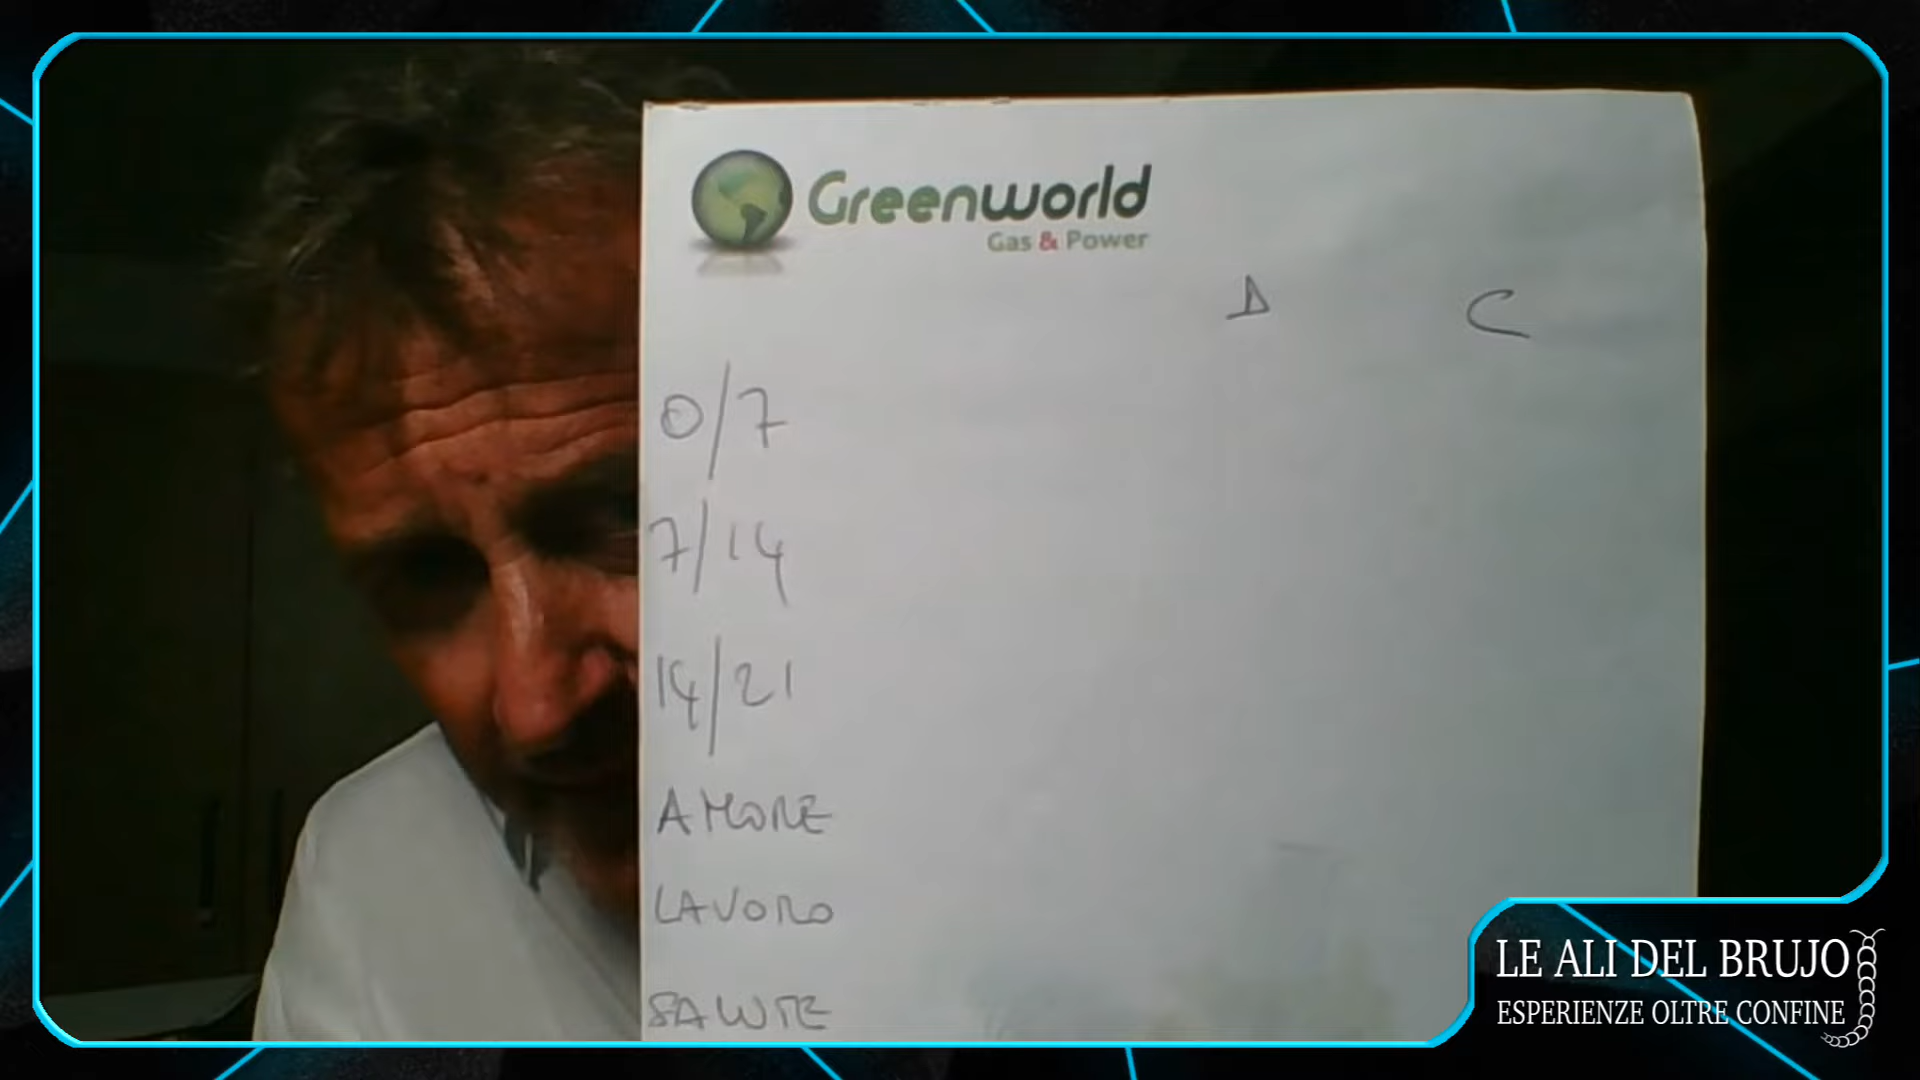 Greenworld
Gas & Power
D C
0/7
7/14
14/21
AMORE
LAVORO
SALUTE
LE ALI DEL BRUJO
ESPERIENZE OLTRE CONFINE